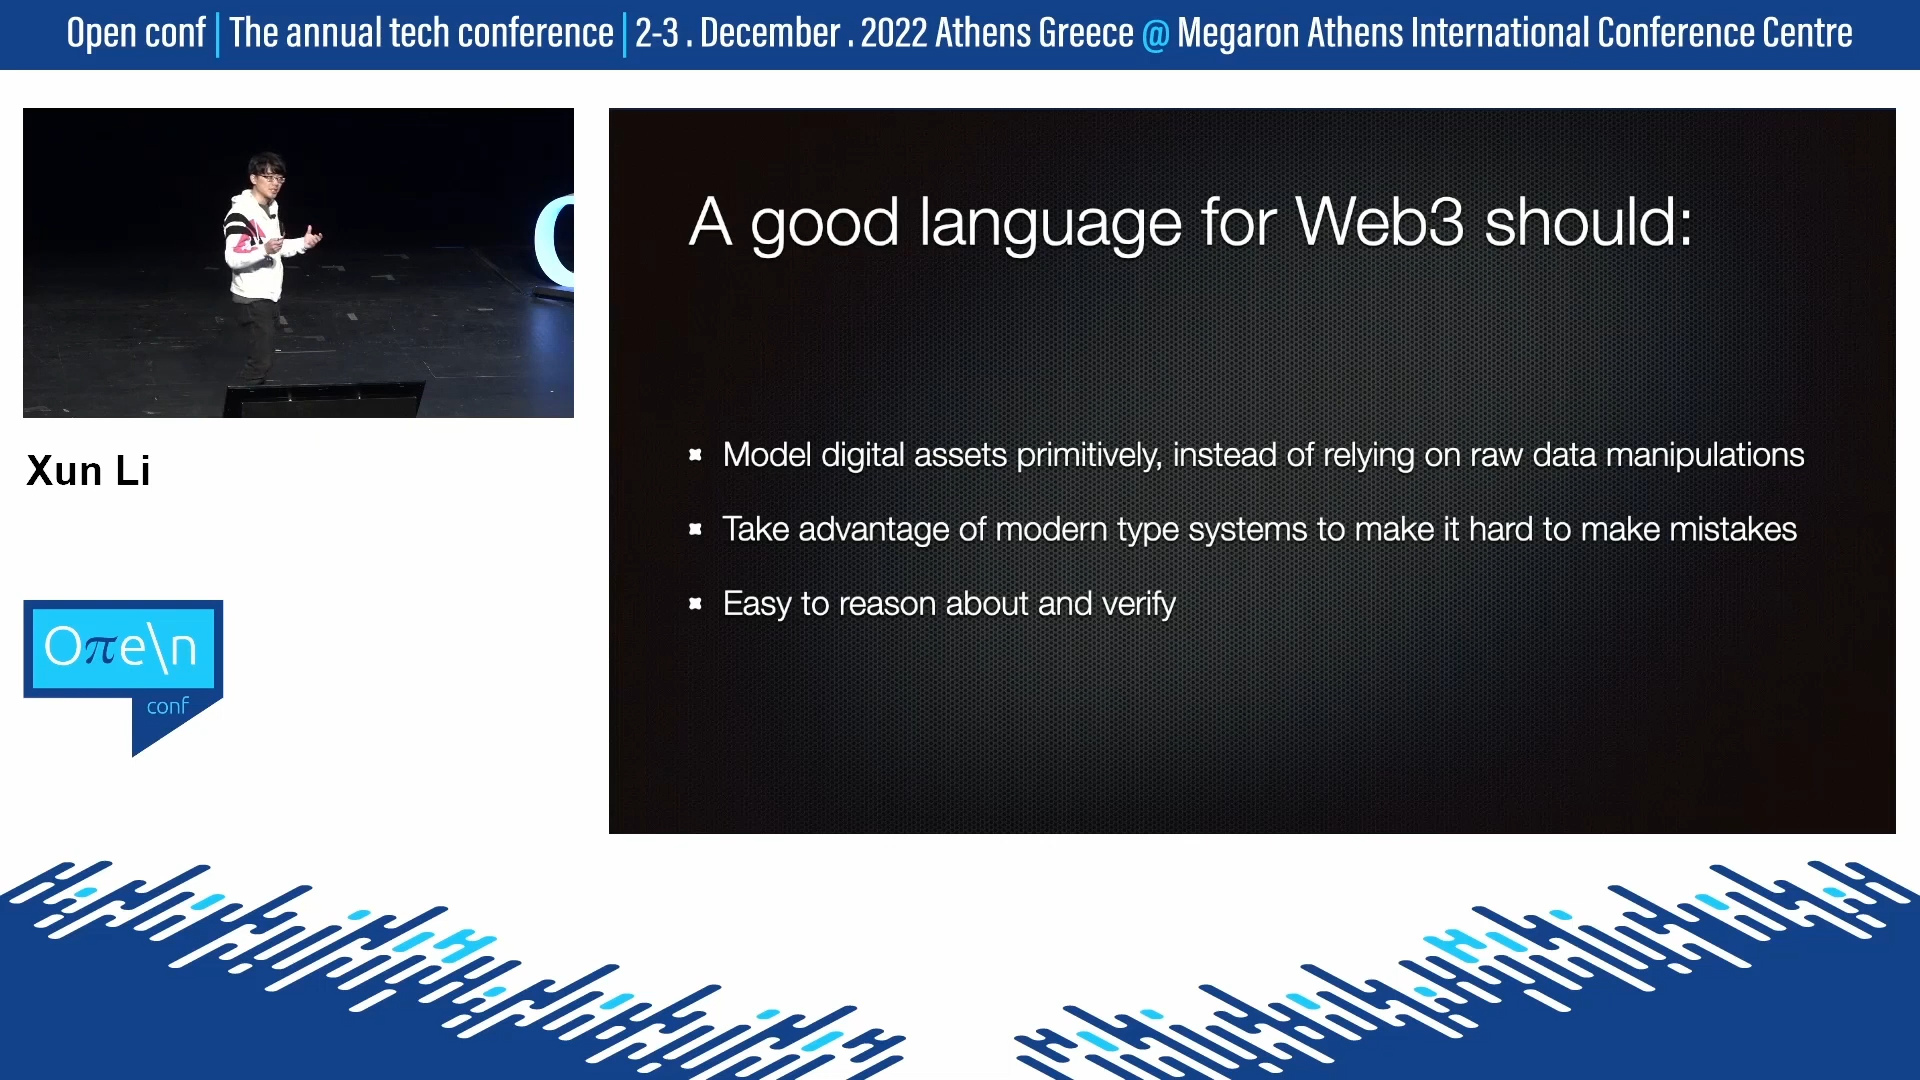 Open conf | The annual tech conference | 2-3 . December . 2022 Athens Greece @ Megaron Athens International Conference Centre
A good language for Web3 should:
Model digital assets primitively, instead of relying on raw data manipulations
Take advantage of modern type systems to make it hard to make mistakes
Easy to reason about and verify
Xun Li
Oπe\n
conf